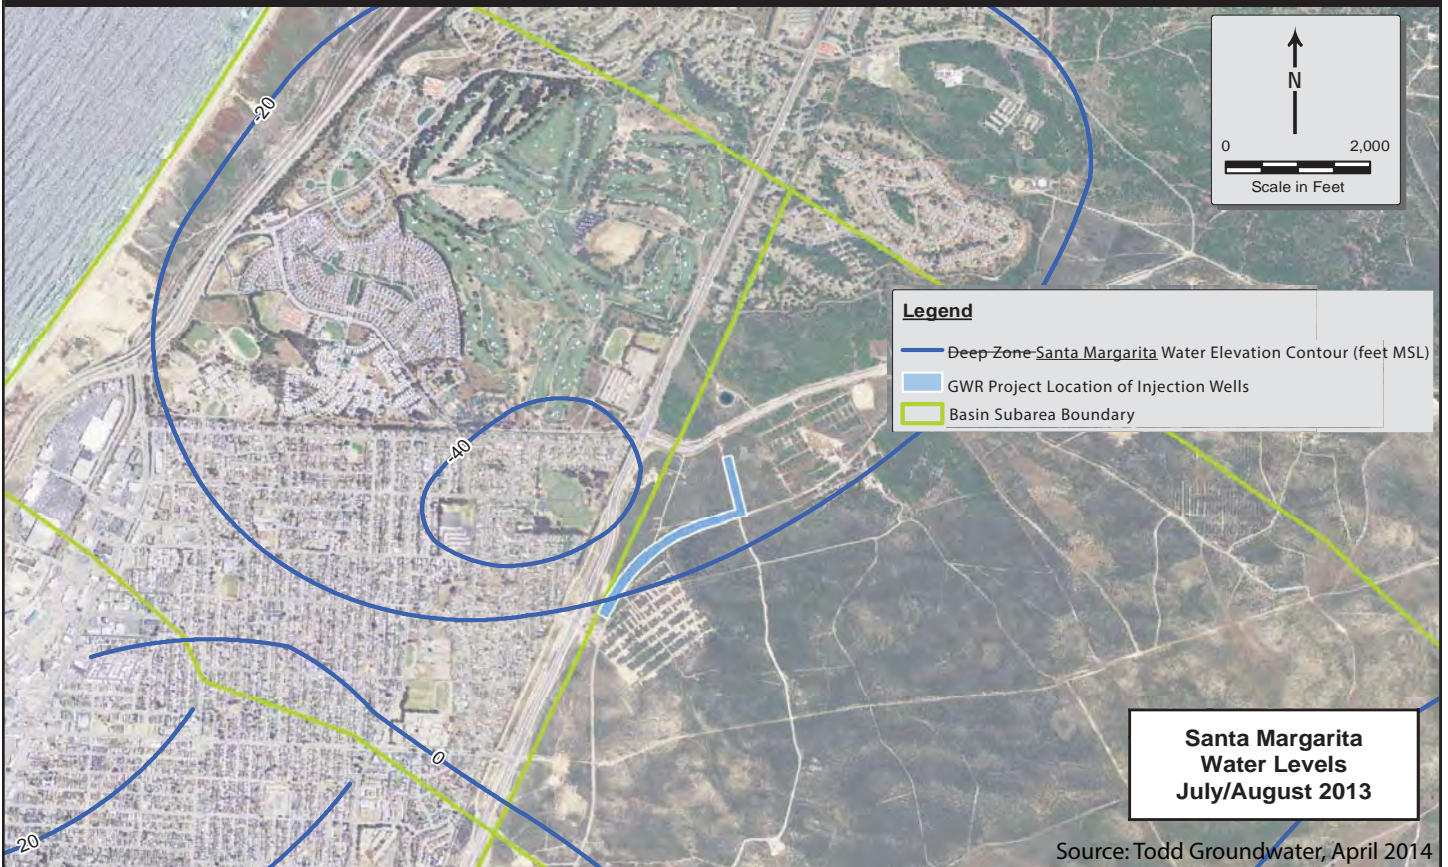 N
0 2,000
Scale in Feet
-20
Legend
Deep Zone Santa Margarita Water Elevation Contour (feet MSL)
GWR Project Location of Injection Wells
Basin Subarea Boundary
-40
0
20
Santa Margarita
Water Levels
July/August 2013
Source: Todd Groundwater, April 2014